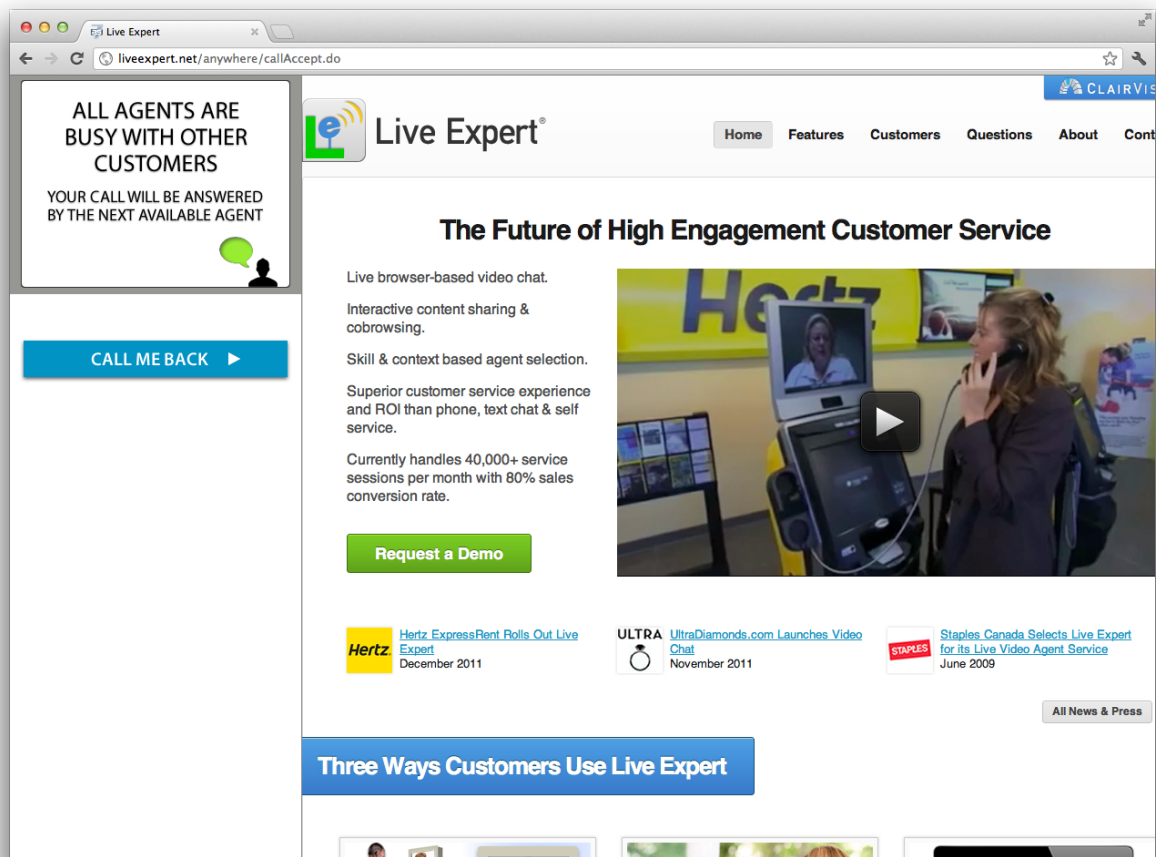 Live Expert
liveexpert.net/anywhere/callAccept.do
ALL AGENTS ARE
BUSY WITH OTHER
CUSTOMERS
YOUR CALL WILL BE ANSWERED
BY THE NEXT AVAILABLE AGENT
CALL ME BACK
CLAIRVIS
Le
Live Expert®
Home Features Customers Questions About Cont
The Future of High Engagement Customer Service
Live browser-based video chat.
Interactive content sharing &
cobrowsing.
Skill & context based agent selection.
Superior customer service experience
and ROI than phone, text chat & self
service.
Currently handles 40,000+ service
sessions per month with 80% sales
conversion rate.
Request a Demo
Hertz
Hertz.
Hertz ExpressRent Rolls Out Live
Expert
December 2011
ULTRA
UltraDiamonds.com Launches Video
Chat
November 2011
STAPLES
Staples Canada Selects Live Expert
for its Live Video Agent Service
June 2009
All News & Press
Three Ways Customers Use Live Expert